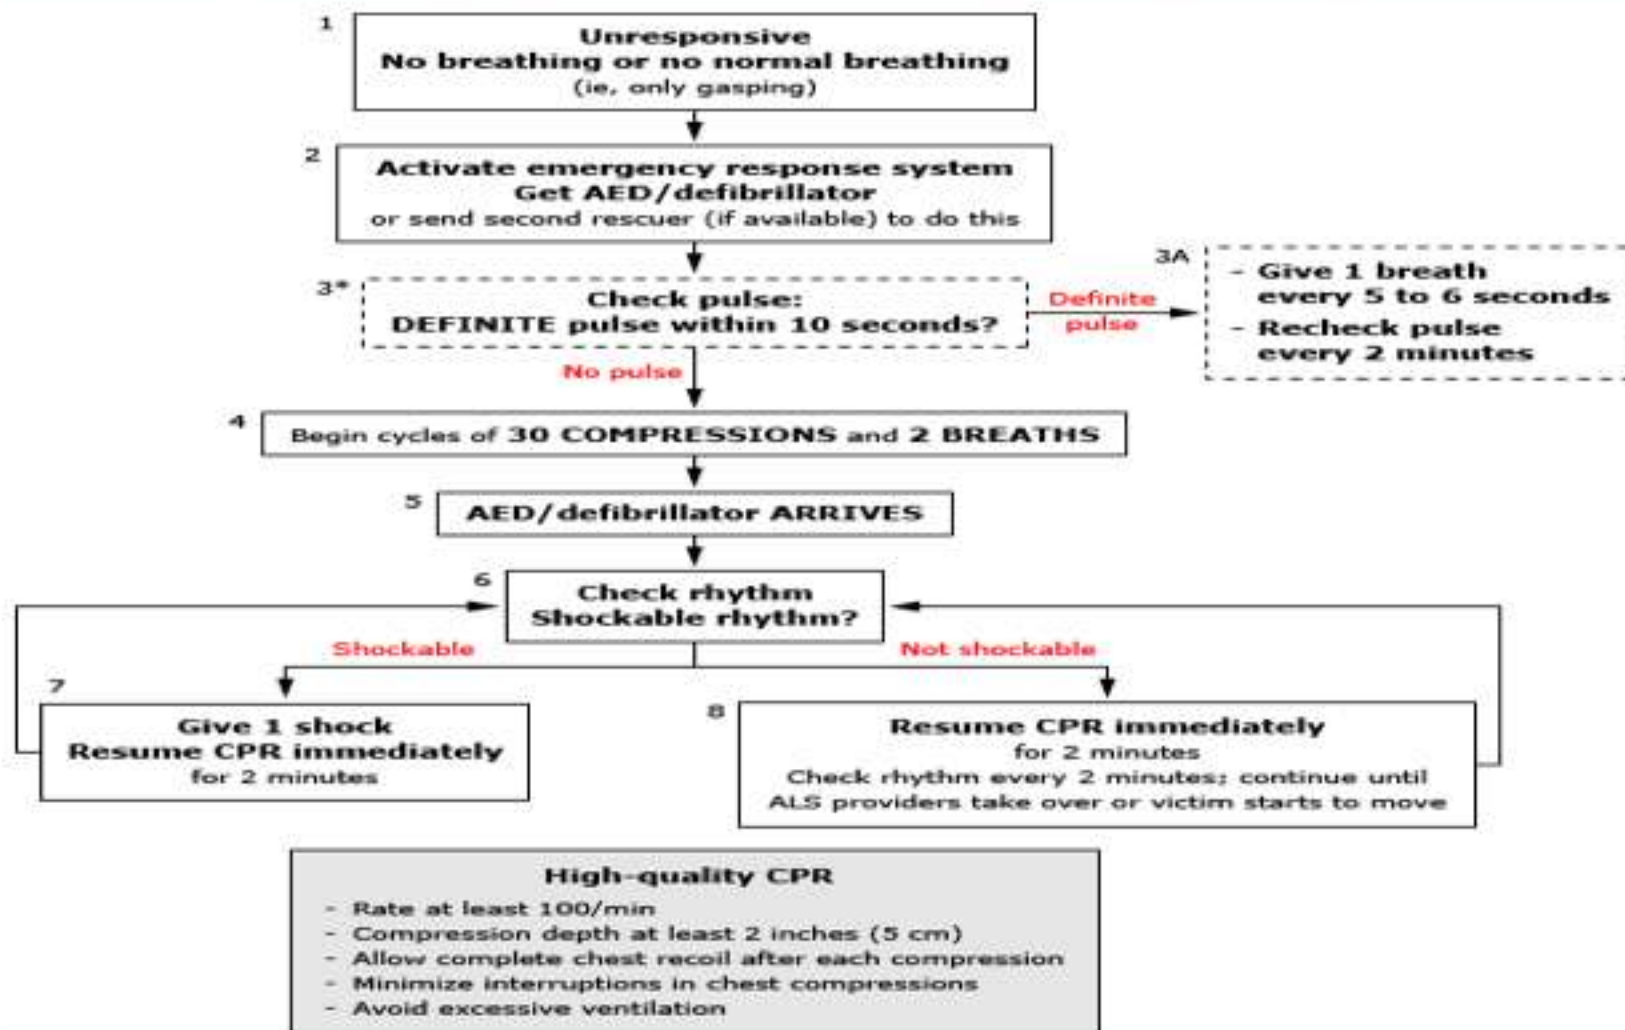 1
Unresponsive
No breathing or no normal breathing
(ie, only gasping)
2
Activate emergency response system
Get AED/defibrillator
or send second rescuer (if available) to do this
3*
Check pulse:
DEFINITE pulse within 10 seconds?
Definite
pulse
3A
- Give 1 breath
every 5 to 6 seconds
- Recheck pulse
every 2 minutes
No pulse
4
Begin cycles of 30 COMPRESSIONS and 2 BREATHS
5
AED/defibrillator ARRIVES
6
Check rhythm
Shockable rhythm?
Shockable
Not shockable
7
Give 1 shock
Resume CPR immediately
for 2 minutes
8
Resume CPR immediately
for 2 minutes
Check rhythm every 2 minutes; continue until
ALS providers take over or victim starts to move
High-quality CPR
- Rate at least 100/min
- Compression depth at least 2 inches (5 cm)
- Allow complete chest recoil after each compression
- Minimize interruptions in chest compressions
- Avoid excessive ventilation